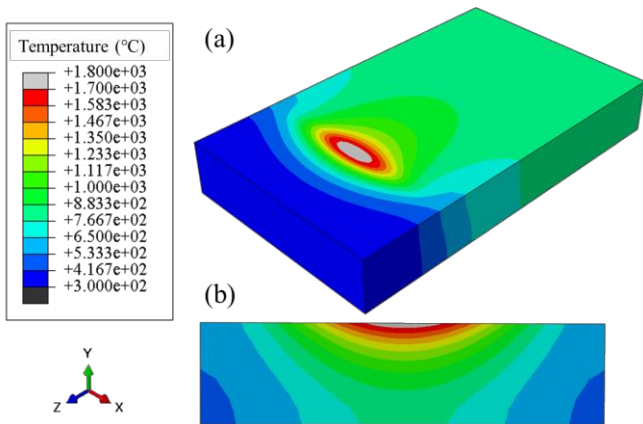 (a)
Temperature (°C)
+1.800e+03
+1.700e+03
+1.583e+03
+1.467e+03
+1.350e+03
+1.233e+03
+1.117e+03
+1.000e+03
+8.833e+02
+7.667e+02
+6.500e+02
+5.333e+02
+4.167e+02
+3.000e+02
(b)
Y
Z
X